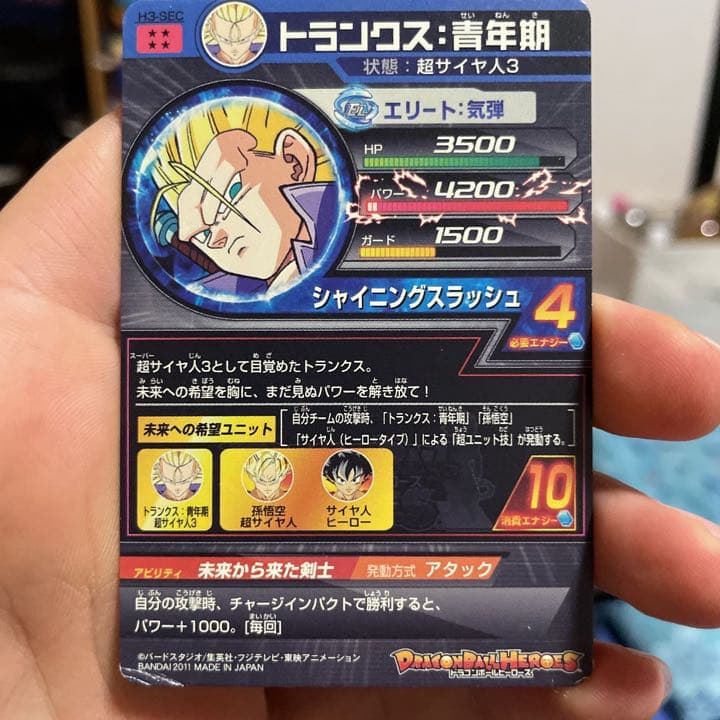 H3-SEC
トランクス:青年期
せいねんき
状態:超サイヤ人3
エリート:気弾
HP 3500
パワー 4200
ガード 1500
シャイニングスラッシュ 4
必要エナジー
超サイヤ人3として目覚めたトランクス。
未来への希望を胸に、まだ見ぬパワーを解き放て!
未来への希望ユニット
自分チームの攻撃時、「トランクス:青年期」「孫悟空」
「サイヤ人(ヒーロータイプ)」による「超ユニット技」が発動する。
トランクス:青年期
超サイヤ人3
孫悟空
超サイヤ人
サイヤ人
ヒーロー
10
消費エナジー
アビリティ 未来から来た剣士 発動方式 アタック
自分の攻撃時、チャージインパクトで勝利すると、
パワー+1000。[毎回]
©バードスタジオ/集英社・フジテレビ・東映アニメーション
BANDAI 2011 MADE IN JAPAN
DRAGON BALL HEROES
ドラゴンボールヒーローズ